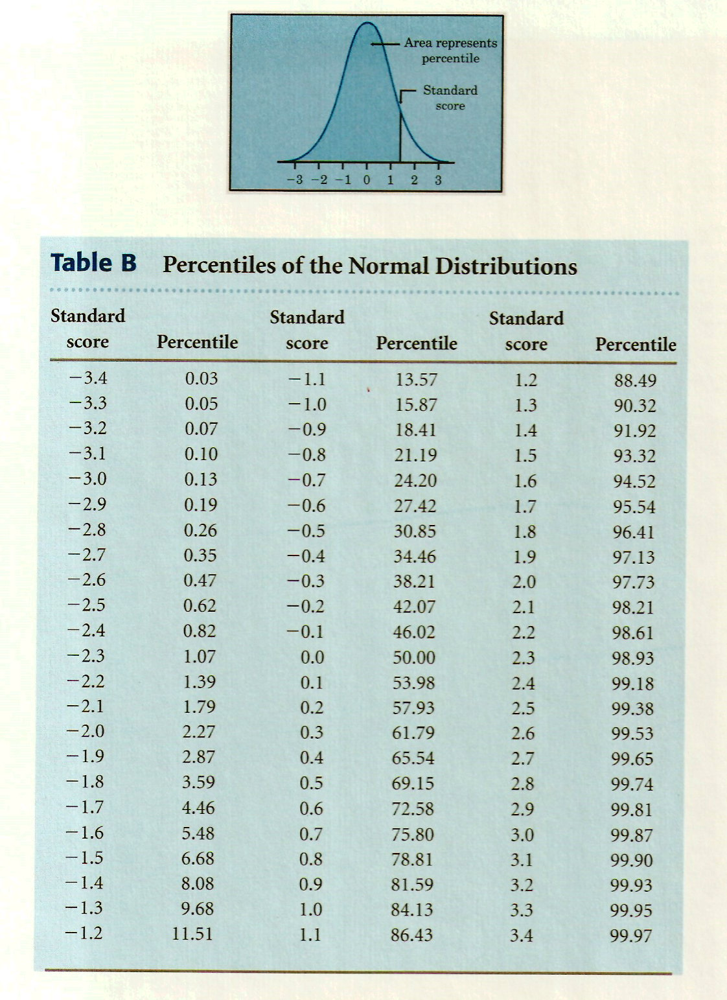 Area represents
percentile
Standard
score
−3 −2 −1 0 1 2 3
Table B Percentiles of the Normal Distributions
Standard Standard Standard
score Percentile score Percentile score Percentile
−3.4 0.03 −1.1 13.57 1.2 88.49
−3.3 0.05 −1.0 15.87 1.3 90.32
−3.2 0.07 −0.9 18.41 1.4 91.92
−3.1 0.10 −0.8 21.19 1.5 93.32
−3.0 0.13 −0.7 24.20 1.6 94.52
−2.9 0.19 −0.6 27.42 1.7 95.54
−2.8 0.26 −0.5 30.85 1.8 96.41
−2.7 0.35 −0.4 34.46 1.9 97.13
−2.6 0.47 −0.3 38.21 2.0 97.73
−2.5 0.62 −0.2 42.07 2.1 98.21
−2.4 0.82 −0.1 46.02 2.2 98.61
−2.3 1.07 0.0 50.00 2.3 98.93
−2.2 1.39 0.1 53.98 2.4 99.18
−2.1 1.79 0.2 57.93 2.5 99.38
−2.0 2.27 0.3 61.79 2.6 99.53
−1.9 2.87 0.4 65.54 2.7 99.65
−1.8 3.59 0.5 69.15 2.8 99.74
−1.7 4.46 0.6 72.58 2.9 99.81
−1.6 5.48 0.7 75.80 3.0 99.87
−1.5 6.68 0.8 78.81 3.1 99.90
−1.4 8.08 0.9 81.59 3.2 99.93
−1.3 9.68 1.0 84.13 3.3 99.95
−1.2 11.51 1.1 86.43 3.4 99.97